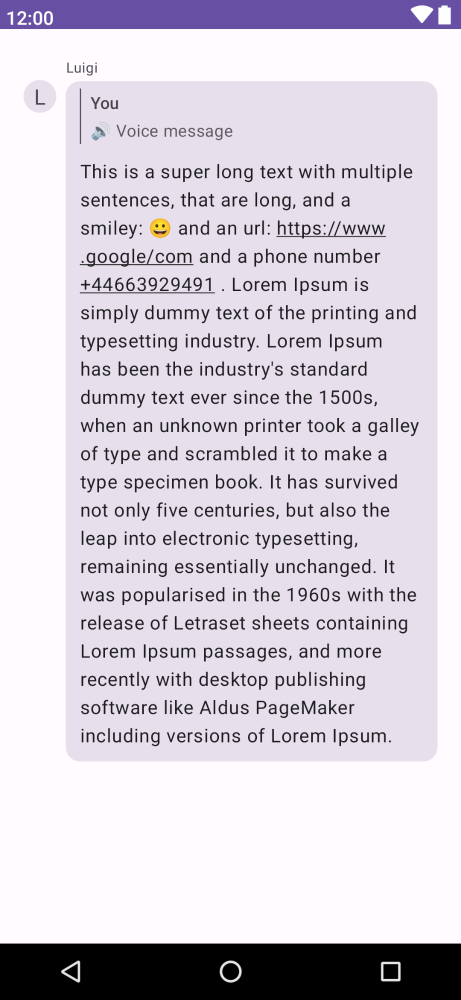 12:00
Luigi
L
You
🔊 Voice message
This is a super long text with multiple
sentences, that are long, and a
smiley: 😀 and an url: https://www
.google/com and a phone number
+44663929491 . Lorem Ipsum is
simply dummy text of the printing and
typesetting industry. Lorem Ipsum
has been the industry's standard
dummy text ever since the 1500s,
when an unknown printer took a galley
of type and scrambled it to make a
type specimen book. It has survived
not only five centuries, but also the
leap into electronic typesetting,
remaining essentially unchanged. It
was popularised in the 1960s with the
release of Letraset sheets containing
Lorem Ipsum passages, and more
recently with desktop publishing
software like Aldus PageMaker
including versions of Lorem Ipsum.